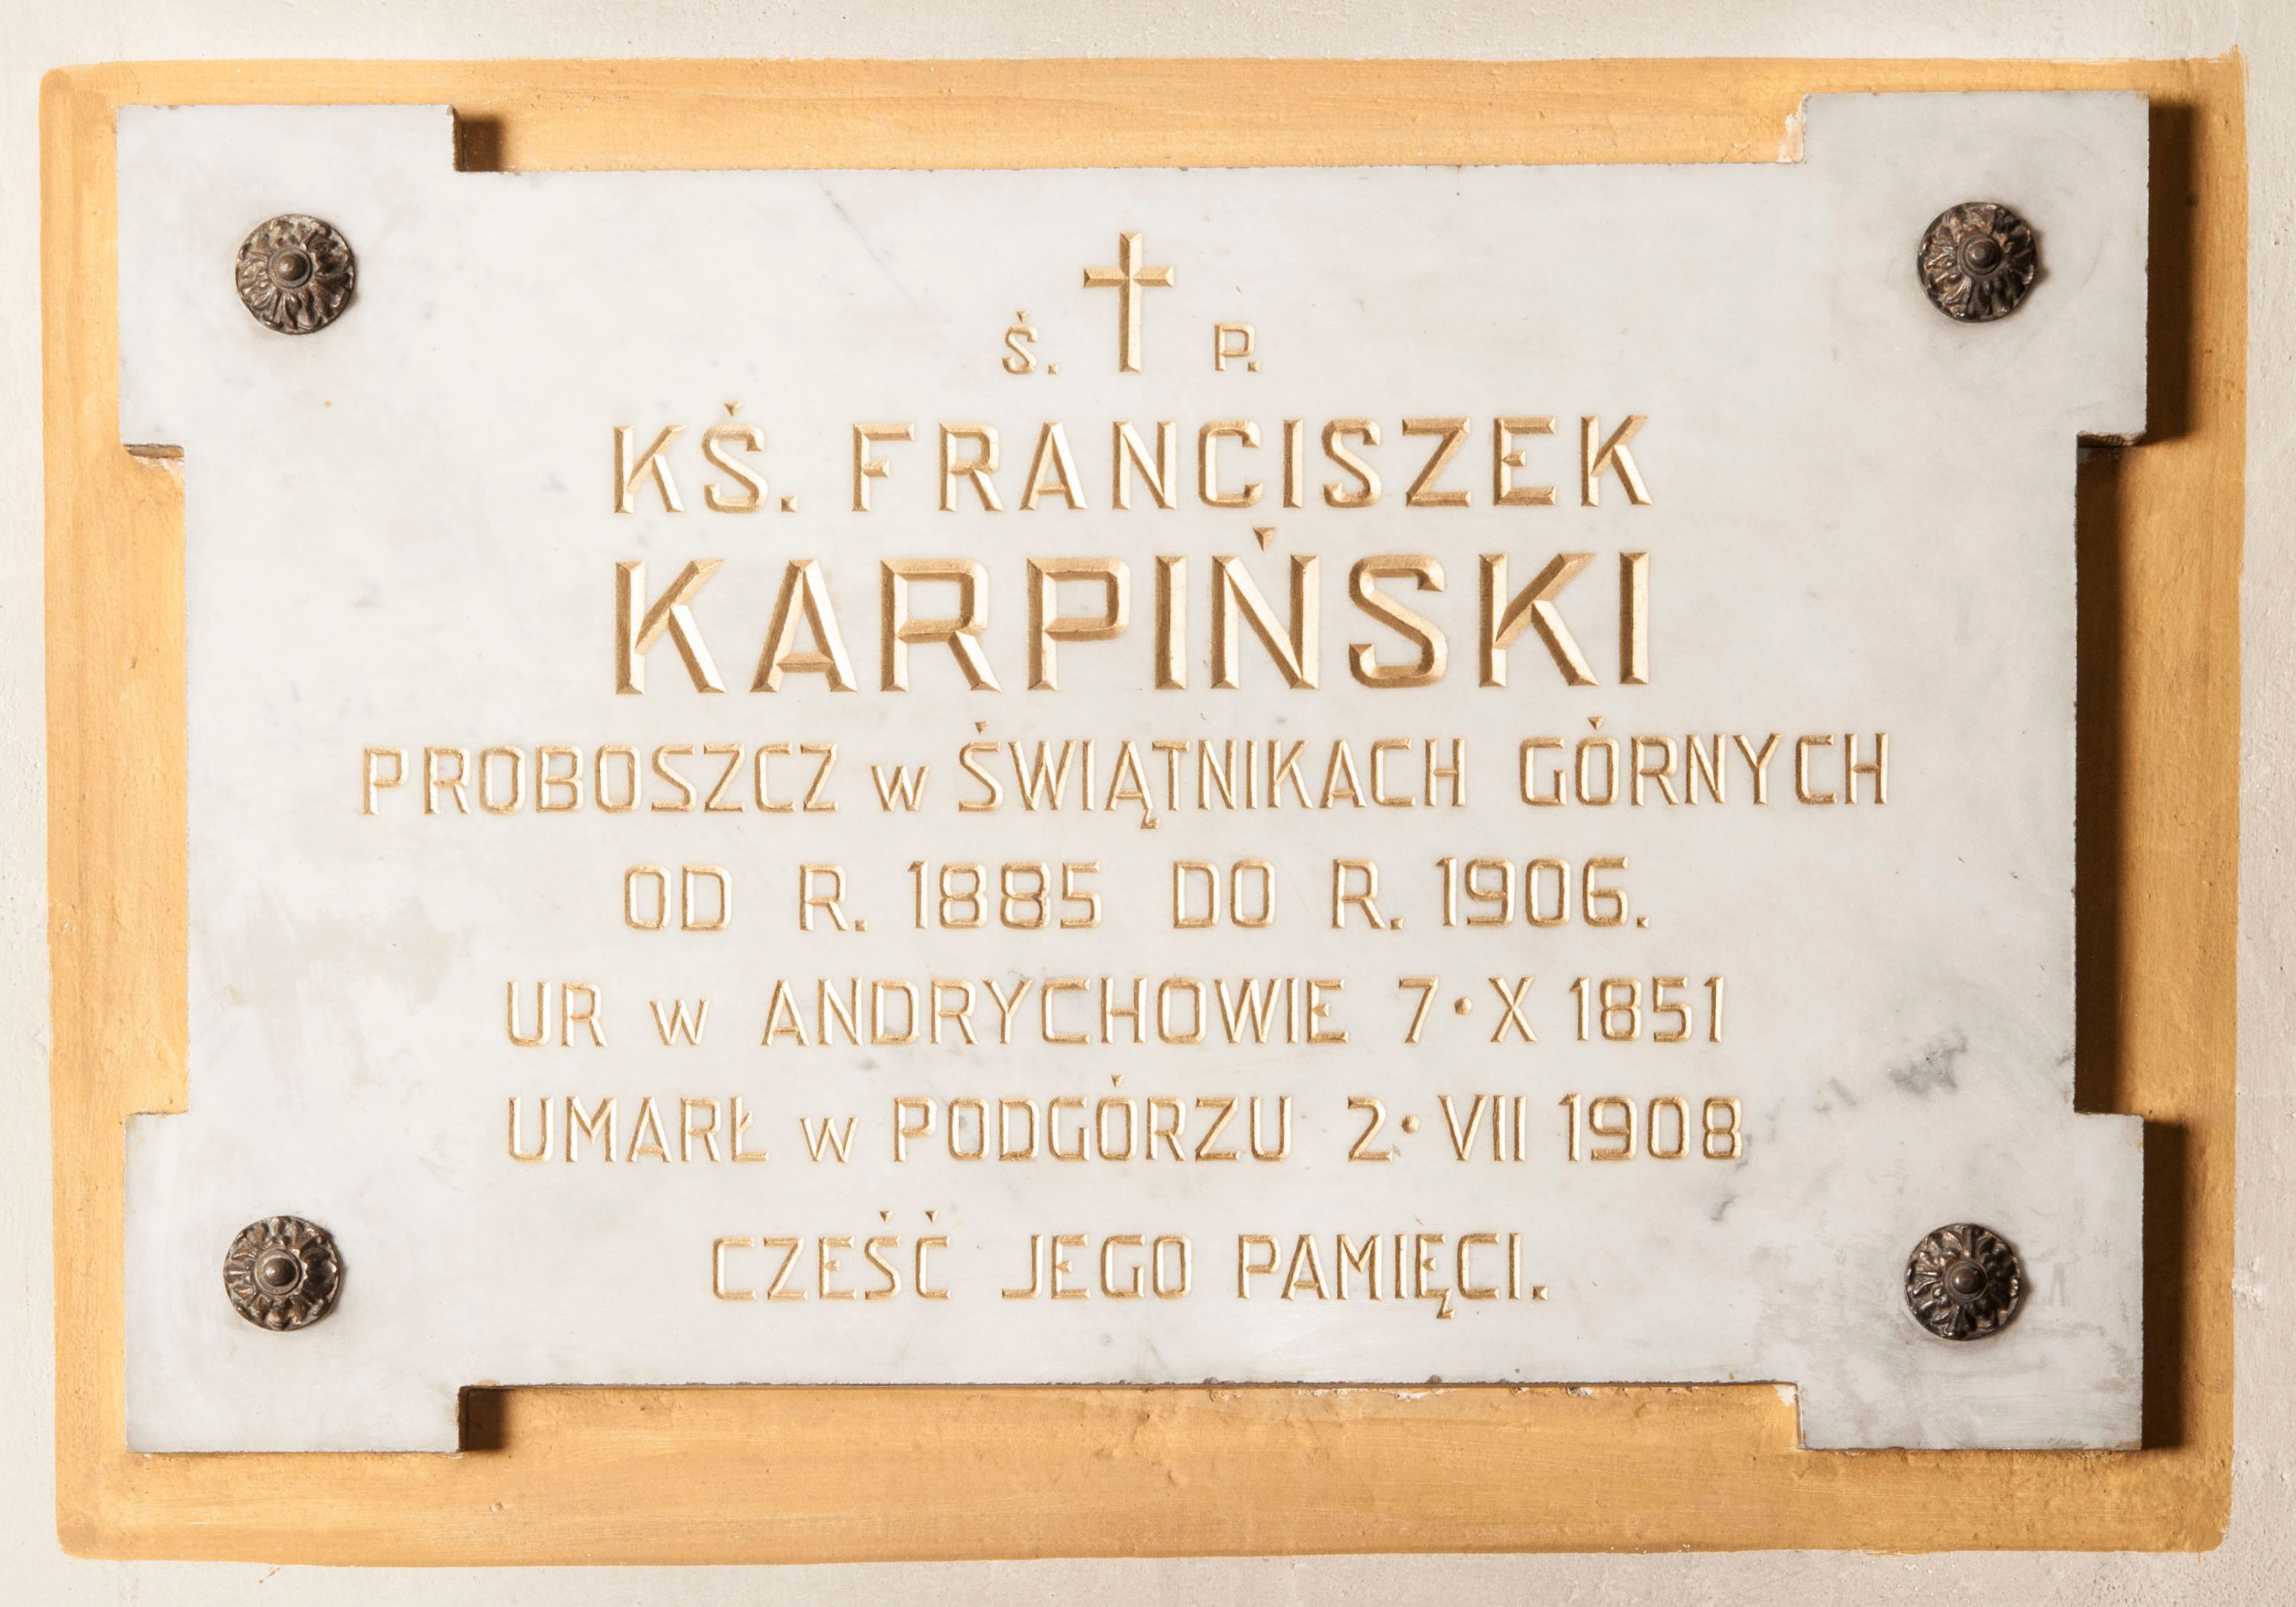 Ś. P.
KŚ. FRANCISZEK
KARPIŃSKI
PROBOSZCZ w ŚWIĄTNIKACH GÓRNYCH
OD R. 1885 DO R. 1906.
UR w ANDRYCHOWIE 7·X 1851
UMARŁ w PODGÓRZU 2·VII 1908
CZEŚĆ JEGO PAMIĘCI.